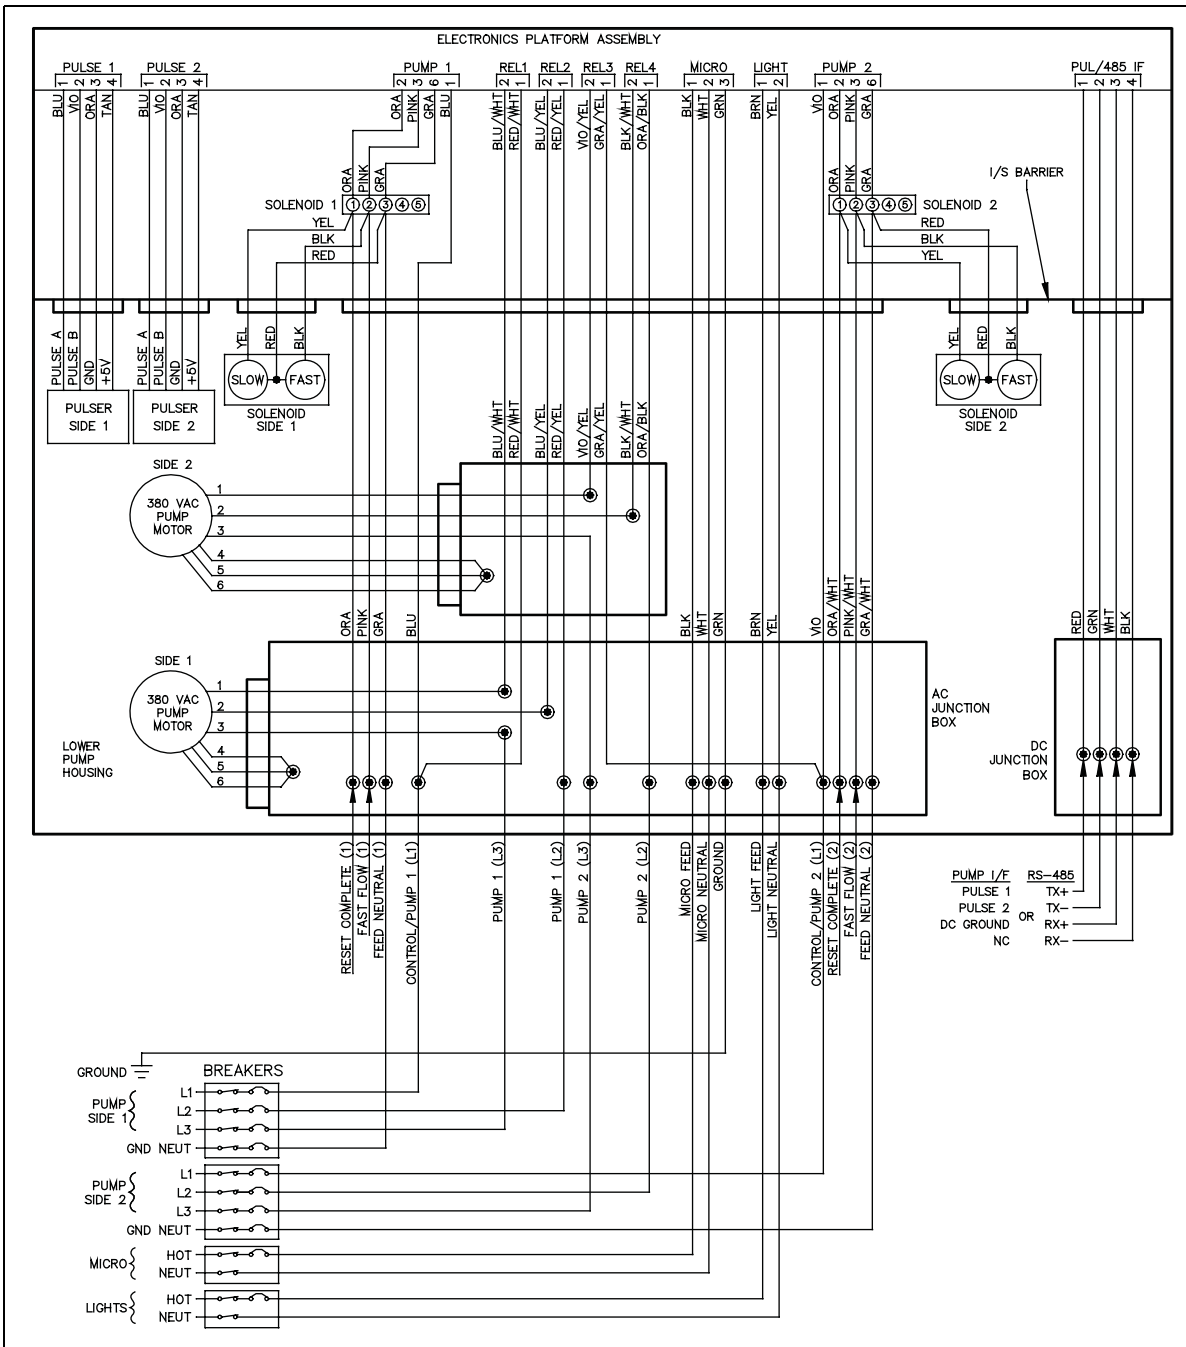 ELECTRONICS PLATFORM ASSEMBLY
PULSE 1 PULSE 2 PUMP 1 REL1 REL2 REL3 REL4 MICRO LIGHT PUMP 2 PUL/485 IF
1 2 3 4 1 2 3 4 2 3 6 1 2 1 2 1 2 1 2 1 1 2 3 1 2 1 2 3 6 1 2 3 4
BLU VIO ORA TAN BLU VIO ORA TAN ORA PINK GRA BLU BLU/WHT RED/WHT BLU/YEL RED/YEL VIO/YEL GRA/YEL BLK/WHT ORA/BLK BLK WHT GRN BRN YEL VIO ORA PINK GRA
ORA PINK GRA ORA PINK GRA
I/S BARRIER
SOLENOID 1 1 2 3 4 5 1 2 3 4 5 SOLENOID 2
YEL RED
BLK BLK
RED YEL
PULSE A PULSE B GND +5V PULSE A PULSE B GND +5V YEL RED BLK YEL RED BLK
SLOW FAST SLOW FAST
PULSER SIDE 1
PULSER SIDE 2
SOLENOID SIDE 1
SOLENOID SIDE 2
BLU/WHT RED/WHT BLU/YEL RED/YEL VIO/YEL GRA/YEL BLK/WHT ORA/BLK
SIDE 2
380 VAC
PUMP
MOTOR
1
2
3
4
5
6
ORA PINK GRA BLU BLK WHT GRN BRN YEL VIO ORA/WHT PINK/WHT GRA/WHT RED GRN WHT BLK
SIDE 1
380 VAC
PUMP
MOTOR
1
2
3
4
5
6
LOWER
PUMP
HOUSING
AC
JUNCTION
BOX
DC
JUNCTION
BOX
RESET COMPLETE (1)
FAST FLOW (1)
FEED NEUTRAL (1)
CONTROL/PUMP 1 (L1)
PUMP 1 (L3)
PUMP 1 (L2)
PUMP 2 (L3)
PUMP 2 (L2)
MICRO FEED
MICRO NEUTRAL
GROUND
LIGHT FEED
LIGHT NEUTRAL
CONTROL/PUMP 2 (L1)
RESET COMPLETE (2)
FAST FLOW (2)
FEED NEUTRAL (2)
PUMP I/F RS-485
PULSE 1 TX+
PULSE 2 TX-
OR
DC GROUND RX+
NC RX-
GROUND
BREAKERS
PUMP
SIDE 1
L1
L2
L3
GND NEUT
PUMP
SIDE 2
L1
L2
L3
GND NEUT
MICRO
HOT
NEUT
LIGHTS
HOT
NEUT